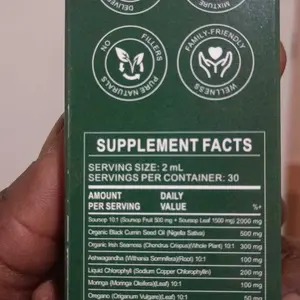 DELIVERY
MIXTURE
NO FILLERS
PURE NATURALS
FAMILY-FRIENDLY
WELLNESS
SUPPLEMENT FACTS
SERVING SIZE: 2 mL
SERVINGS PER CONTAINER: 30
AMOUNT DAILY
PER SERVING VALUE %+
Soursop 10:1 (Soursop Fruit 500 mg + Soursop Leaf 1500 mg) 2000 mg
Organic Black Cumin Seed Oil (Nigella Sativa) 500 mg
Organic Irish Seamoss (Chondrus Crispus)(Whole Plant) 10:1 300 mg
Ashwagandha (Withania Somnifera)(Root) 10:1 100 mg
Liquid Chlorophyll (Sodium Copper Chlorophyllin) 200 mg
Moringa (Moringa Oleifera)(Leaf) 10:1 100 mg
Oregano (Origanum Vulgare)(Leaf) 10:1 50 mg